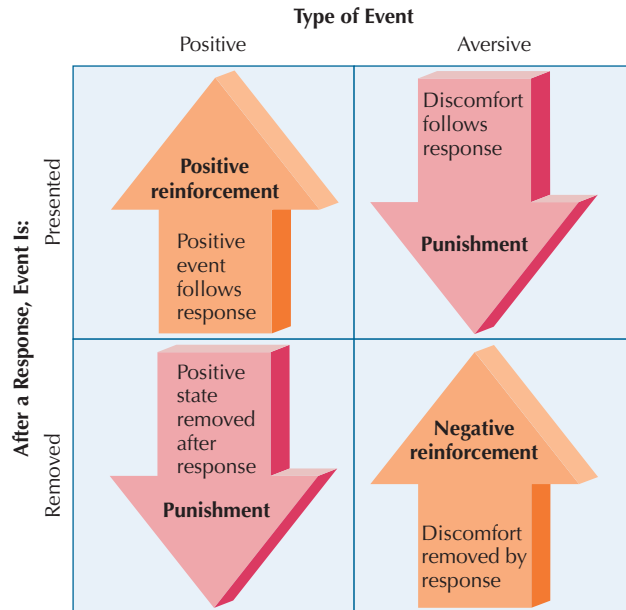 Type of Event
Positive
Aversive
After a Response, Event Is:
Presented
Positive
reinforcement
Positive
event
follows
response
Discomfort
follows
response
Punishment
Removed
Positive
state
removed
after
response
Punishment
Negative
reinforcement
Discomfort
removed by
response